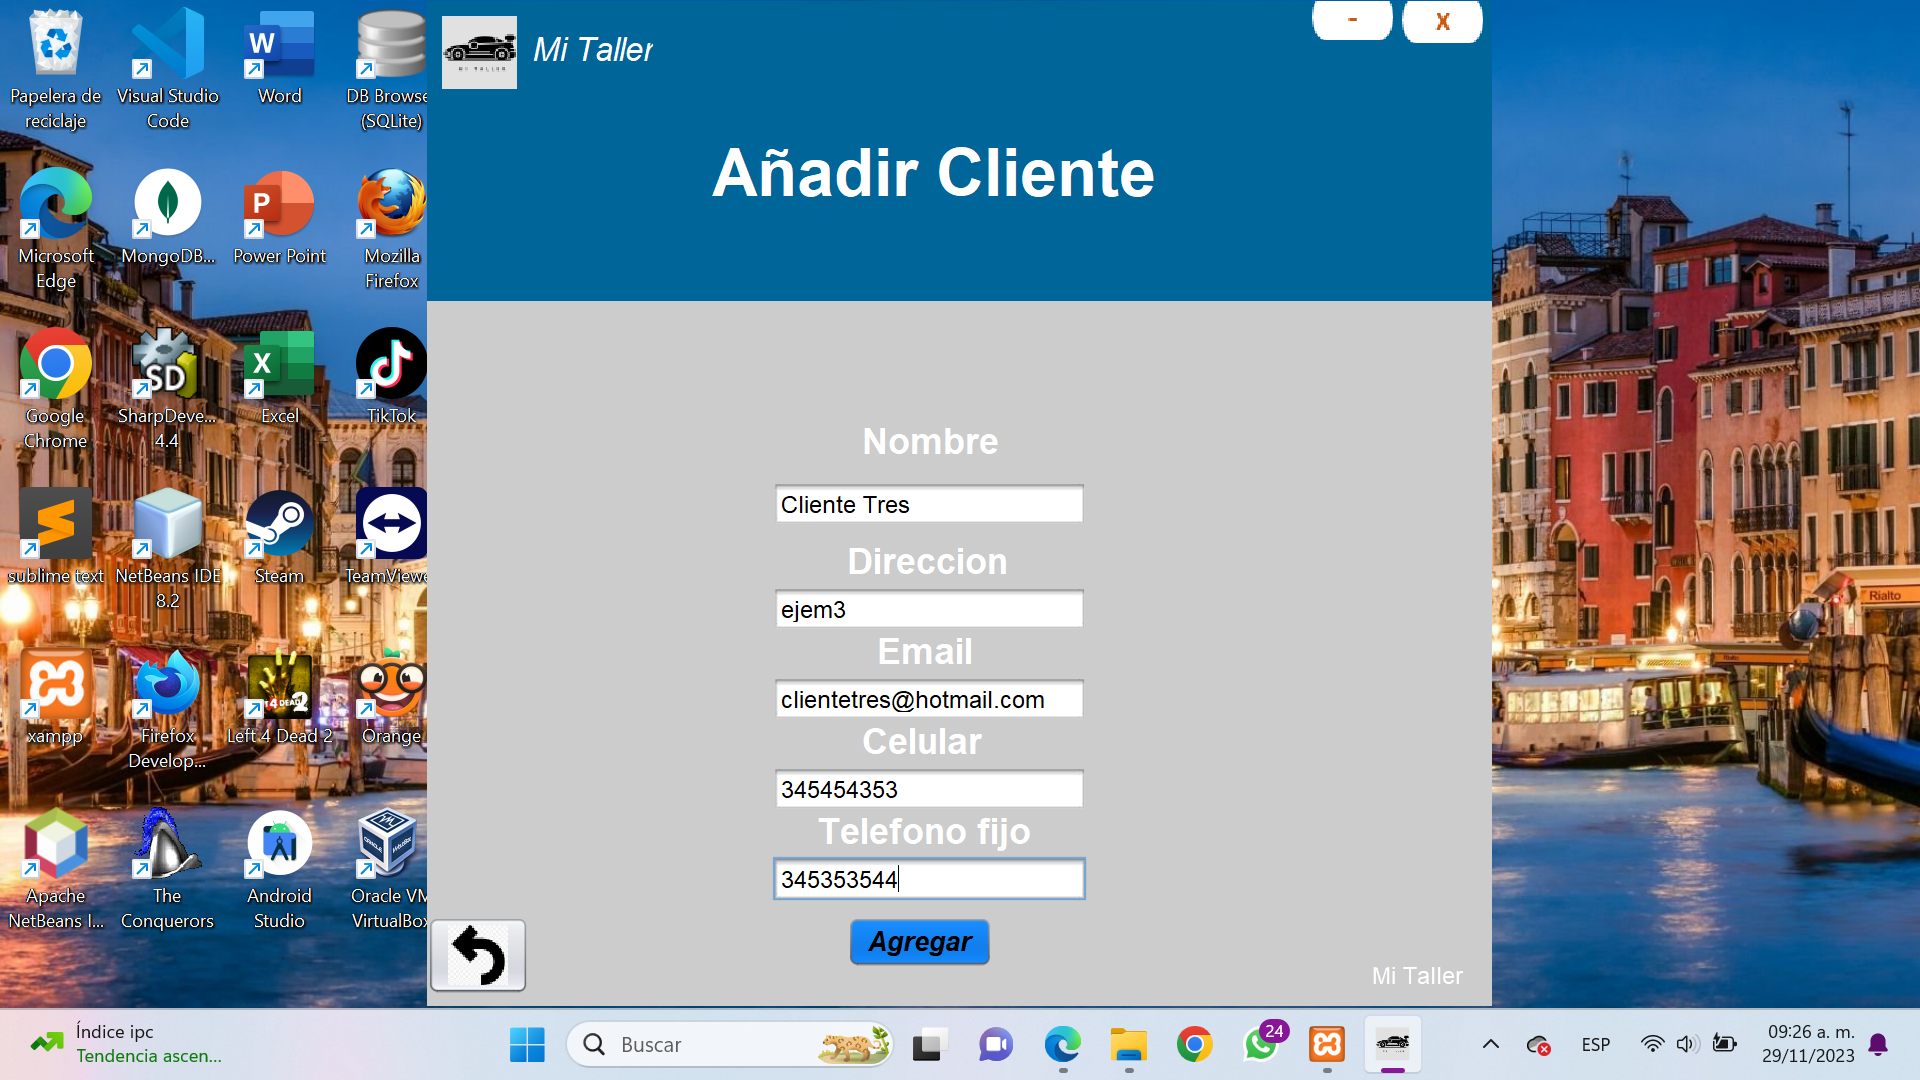 Papelera de
reciclaje
Visual Studio
Code
Word
DB Browse
(SQLite)
Microsoft
Edge
MongoDB...
Power Point
Mozilla
Firefox
Google
Chrome
SharpDeve...
4.4
Excel
TikTok
sublime text
NetBeans IDE
8.2
Steam
TeamViewe
xampp
Firefox
Develop...
Left 4 Dead 2
Orange
Apache
NetBeans I...
The
Conquerors
Android
Studio
Oracle VM
VirtualBox
Mi Taller
-
X
Añadir Cliente
Nombre
Cliente Tres
Direccion
ejem3
Email
clientetres@hotmail.com
Celular
345454353
Telefono fijo
345353544
Agregar
Mi Taller
Rialto
Índice ipc
Tendencia ascen...
Buscar
24
ESP
09:26 a. m.
29/11/2023